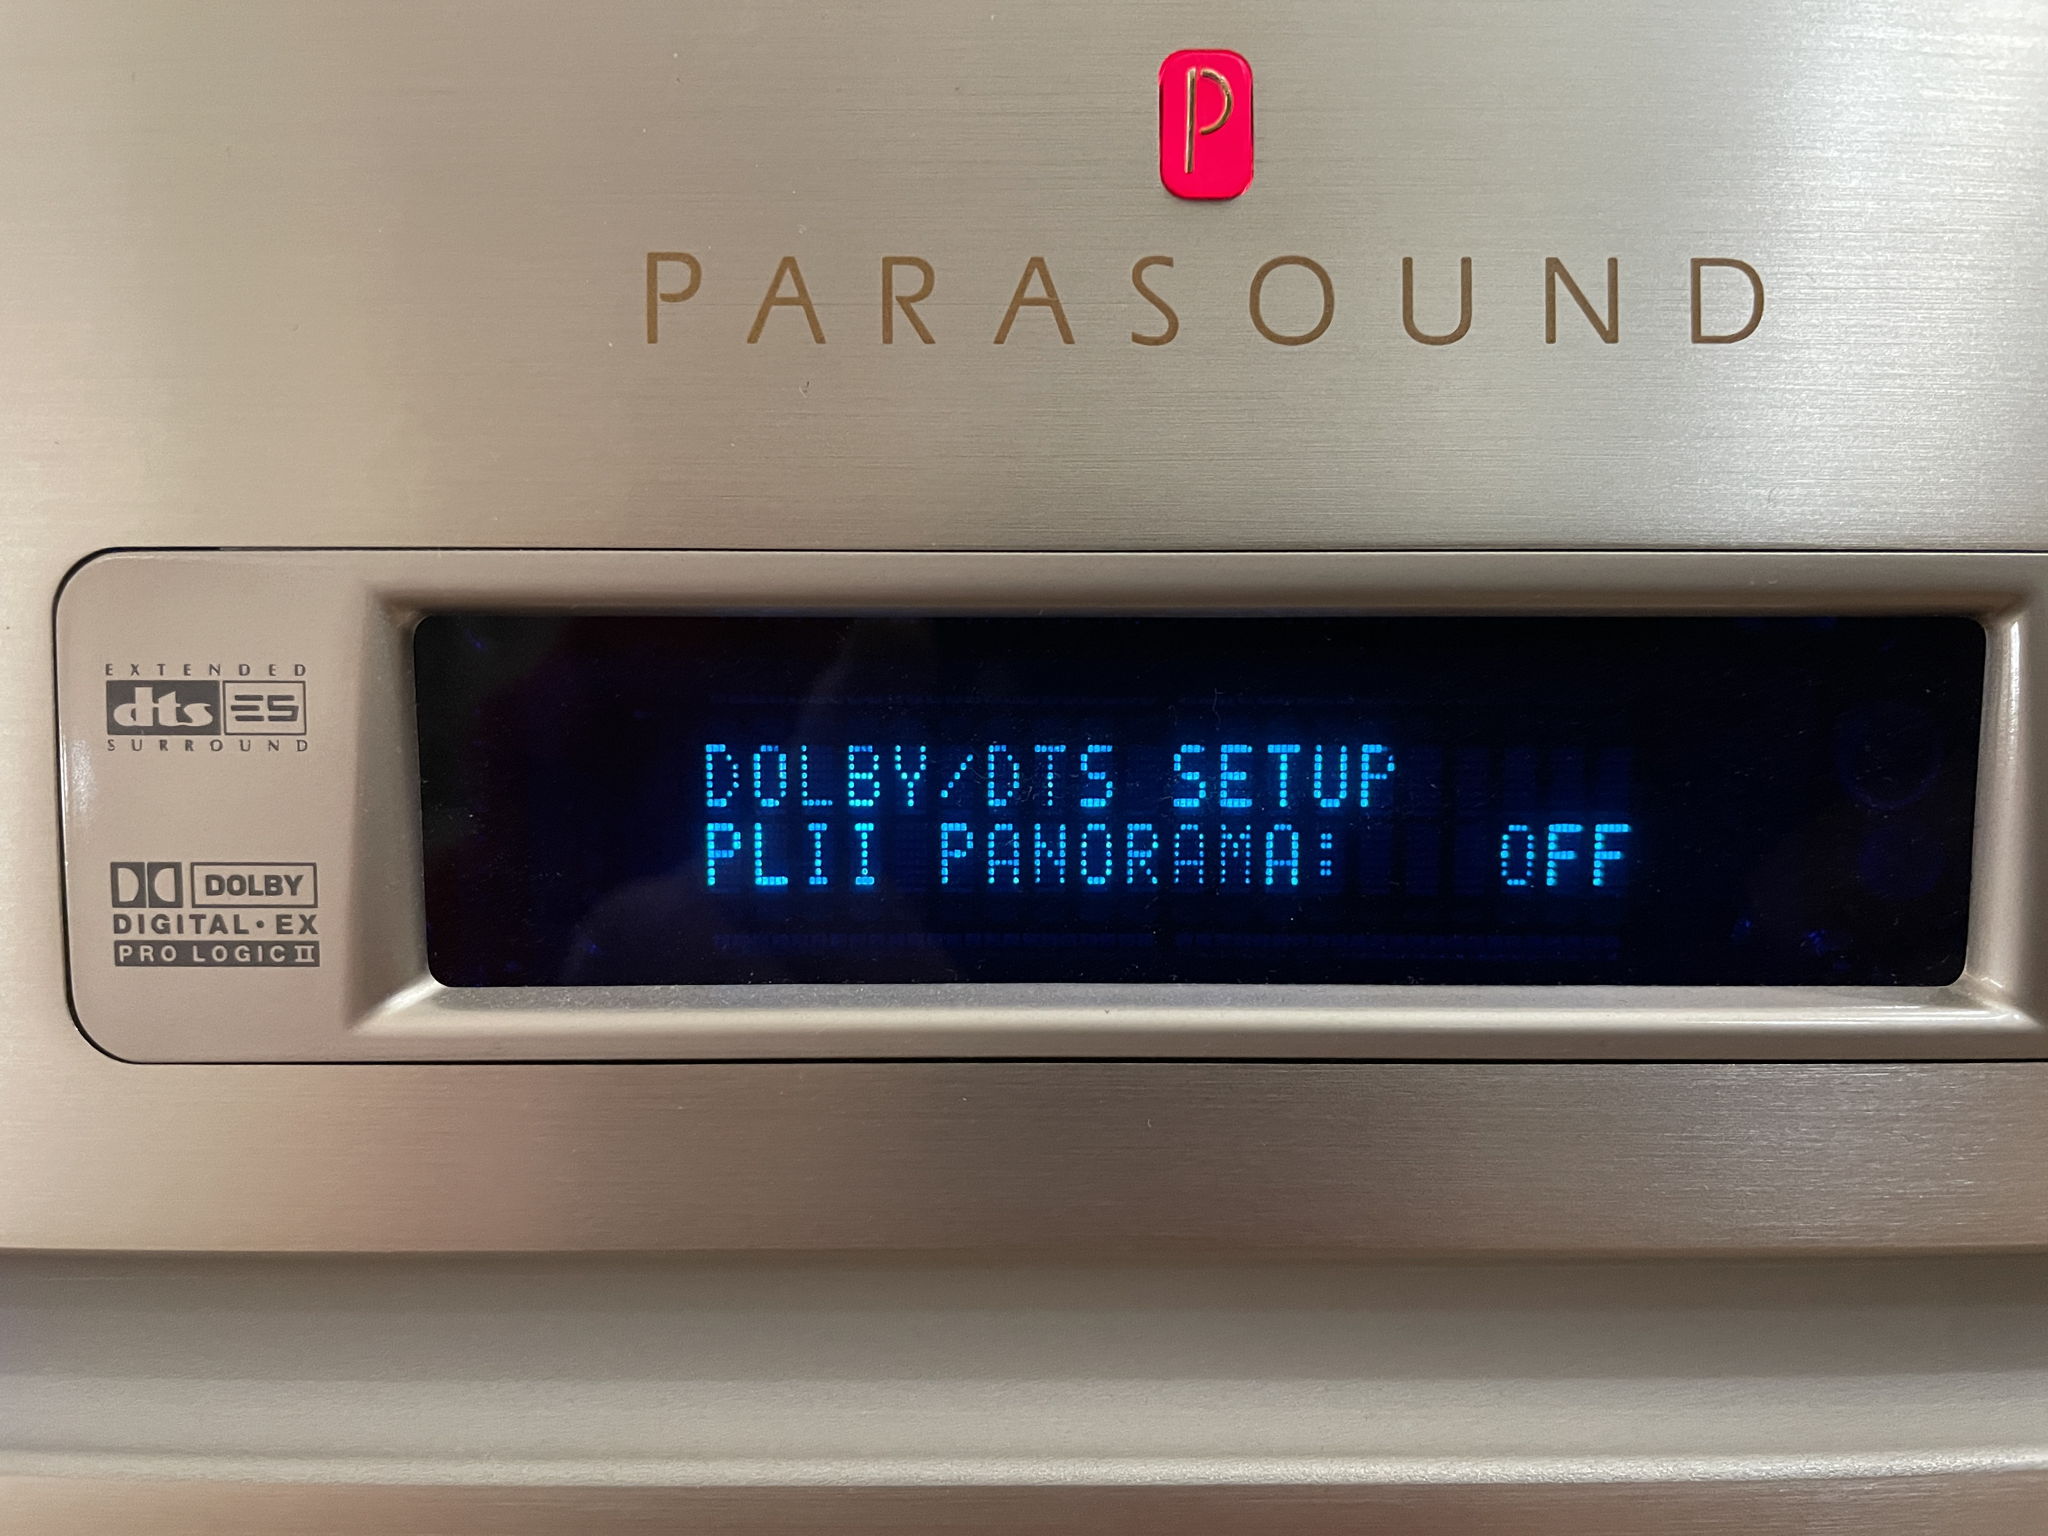 P
PARASOUND
EXTENDED
dts ES
SURROUND
DOLBY
DIGITAL•EX
PRO LOGIC II
DOLBY/DTS SETUP
PLII PANORAMA: OFF